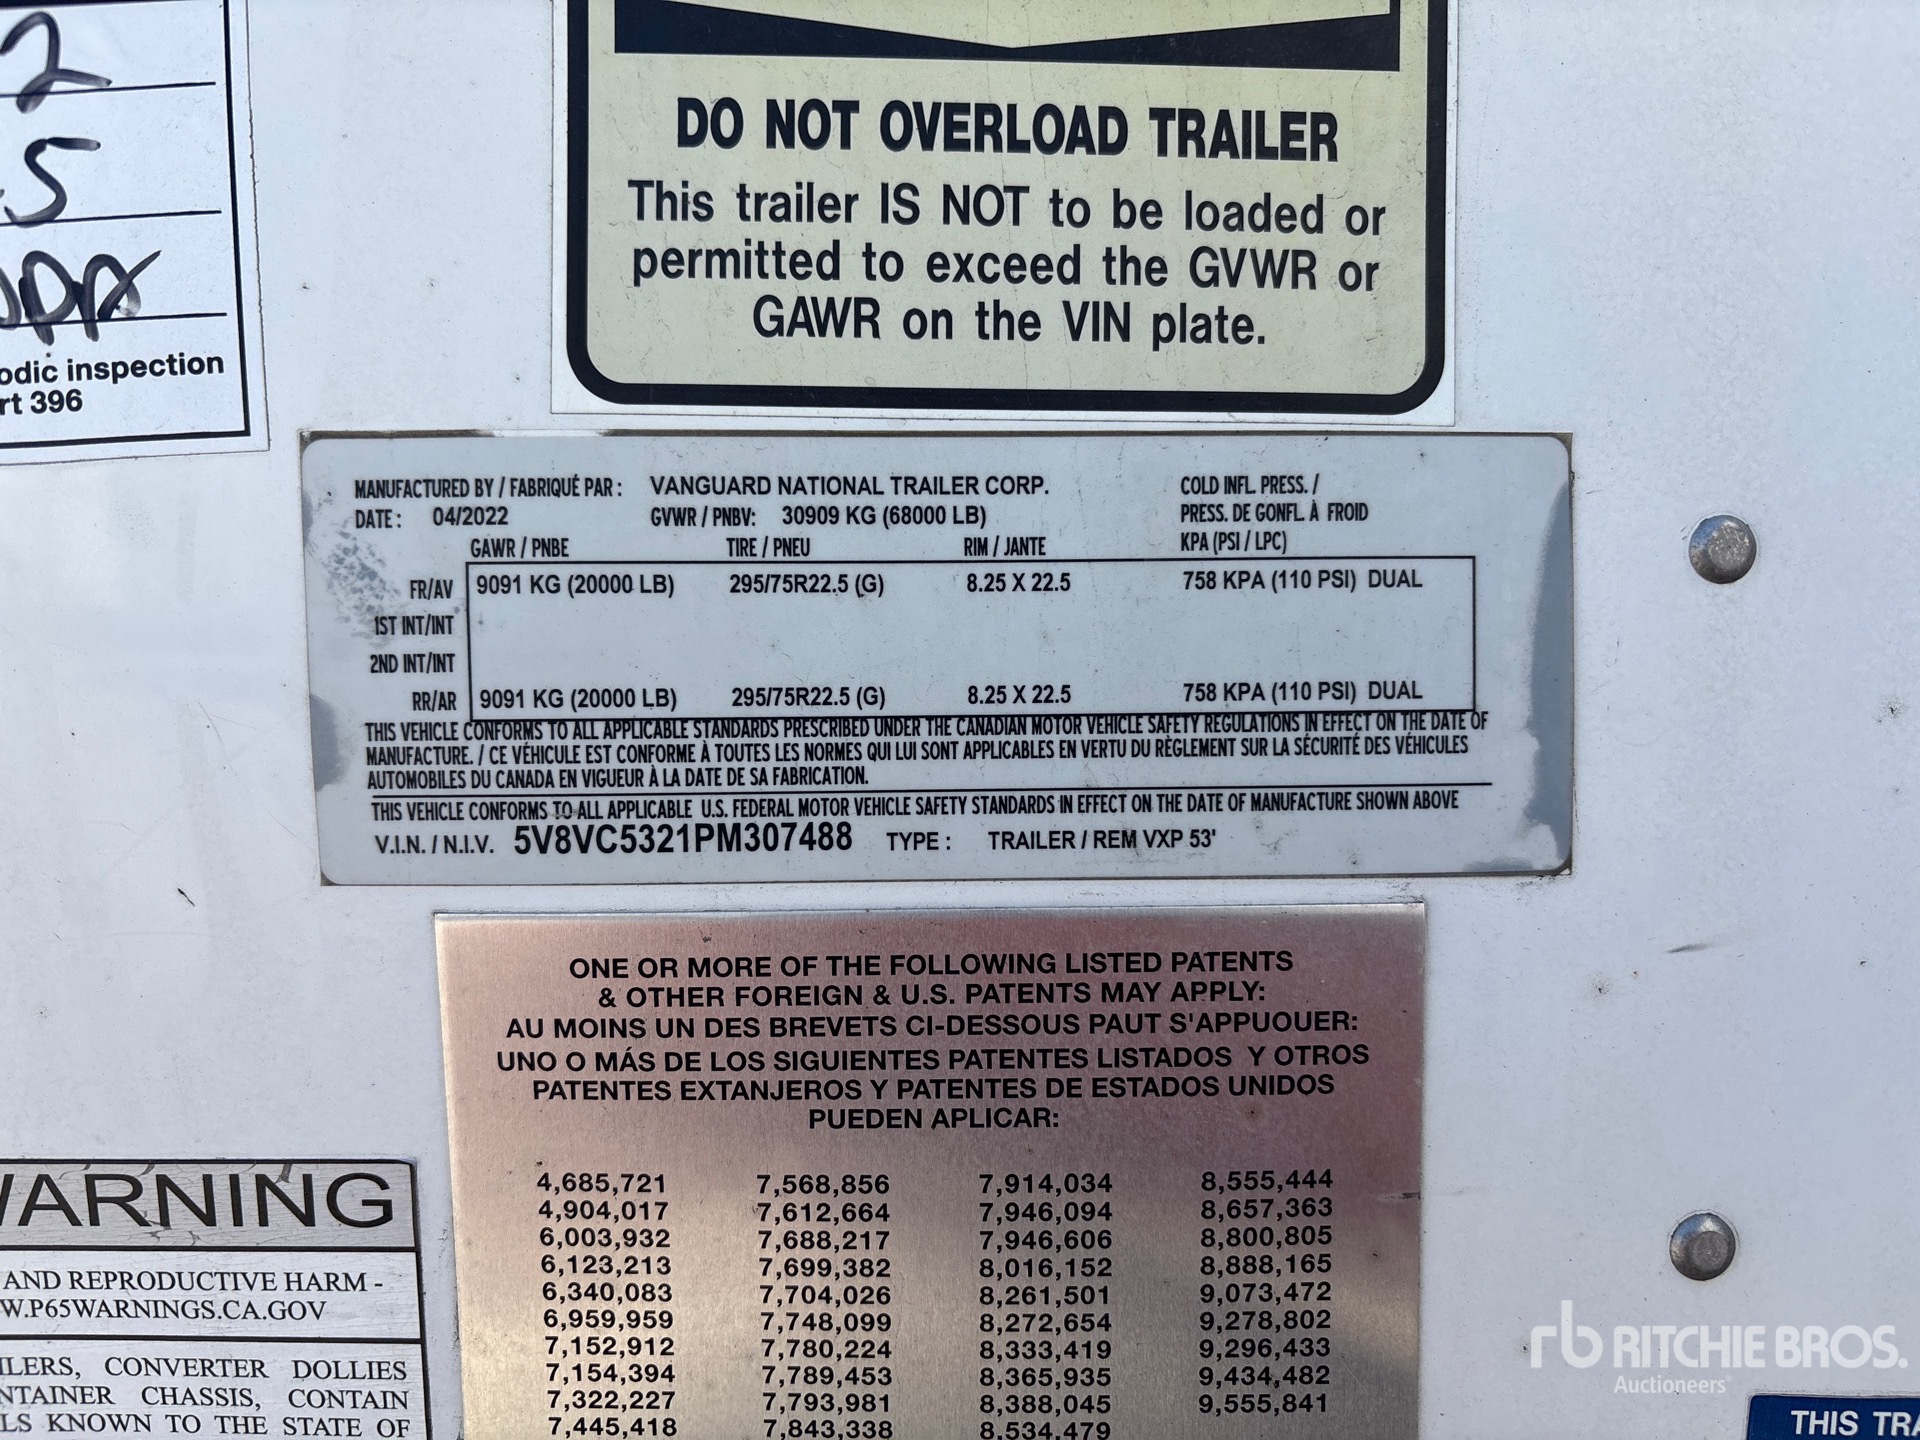 2
.5
odic inspection
rt 396
DO NOT OVERLOAD TRAILER
This trailer IS NOT to be loaded or
permitted to exceed the GVWR or
GAWR on the VIN plate.
MANUFACTURED BY / FABRIQUÉ PAR : VANGUARD NATIONAL TRAILER CORP. COLD INFL. PRESS. /
DATE : 04/2022 GVWR / PNBV: 30909 KG (68000 LB) PRESS. DE GONFL. À FROID
GAWR / PNBE TIRE / PNEU RIM / JANTE KPA (PSI / LPC)
FR/AV 9091 KG (20000 LB) 295/75R22.5 (G) 8.25 X 22.5 758 KPA (110 PSI) DUAL
1ST INT/INT
2ND INT/INT
RR/AR 9091 KG (20000 LB) 295/75R22.5 (G) 8.25 X 22.5 758 KPA (110 PSI) DUAL
THIS VEHICLE CONFORMS TO ALL APPLICABLE STANDARDS PRESCRIBED UNDER THE CANADIAN MOTOR VEHICLE SAFETY REGULATIONS IN EFFECT ON THE DATE OF
MANUFACTURE. / CE VÉHICULE EST CONFORME À TOUTES LES NORMES QUI LUI SONT APPLICABLES EN VERTU DU RÈGLEMENT SUR LA SÉCURITÉ DES VÉHICULES
AUTOMOBILES DU CANADA EN VIGUEUR À LA DATE DE SA FABRICATION.
THIS VEHICLE CONFORMS TO ALL APPLICABLE U.S. FEDERAL MOTOR VEHICLE SAFETY STANDARDS IN EFFECT ON THE DATE OF MANUFACTURE SHOWN ABOVE
V.I.N. / N.I.V. 5V8VC5321PM307488 TYPE : TRAILER / REM VXP 53'
ONE OR MORE OF THE FOLLOWING LISTED PATENTS
& OTHER FOREIGN & U.S. PATENTS MAY APPLY:
AU MOINS UN DES BREVETS CI-DESSOUS PAUT S'APPUOUER:
UNO O MÁS DE LOS SIGUIENTES PATENTES LISTADOS Y OTROS
PATENTES EXTANJEROS Y PATENTES DE ESTADOS UNIDOS
PUEDEN APLICAR:
4,685,721 7,568,856 7,914,034 8,555,444
4,904,017 7,612,664 7,946,094 8,657,363
6,003,932 7,688,217 7,946,606 8,800,805
6,123,213 7,699,382 8,016,152 8,888,165
6,340,083 7,704,026 8,261,501 9,073,472
6,959,959 7,748,099 8,272,654 9,278,802
7,152,912 7,780,224 8,333,419 9,296,433
7,154,394 7,789,453 8,365,935 9,434,482
7,322,227 7,793,981 8,388,045 9,555,841
7,445,418 7,843,338 8,534,479
WARNING
AND REPRODUCTIVE HARM -
W.P65WARNINGS.CA.GOV
ILERS, CONVERTER DOLLIES
NTAINER CHASSIS, CONTAIN
LS KNOWN TO THE STATE OF
rb RITCHIE BROS.
Auctioneers
THIS TRA